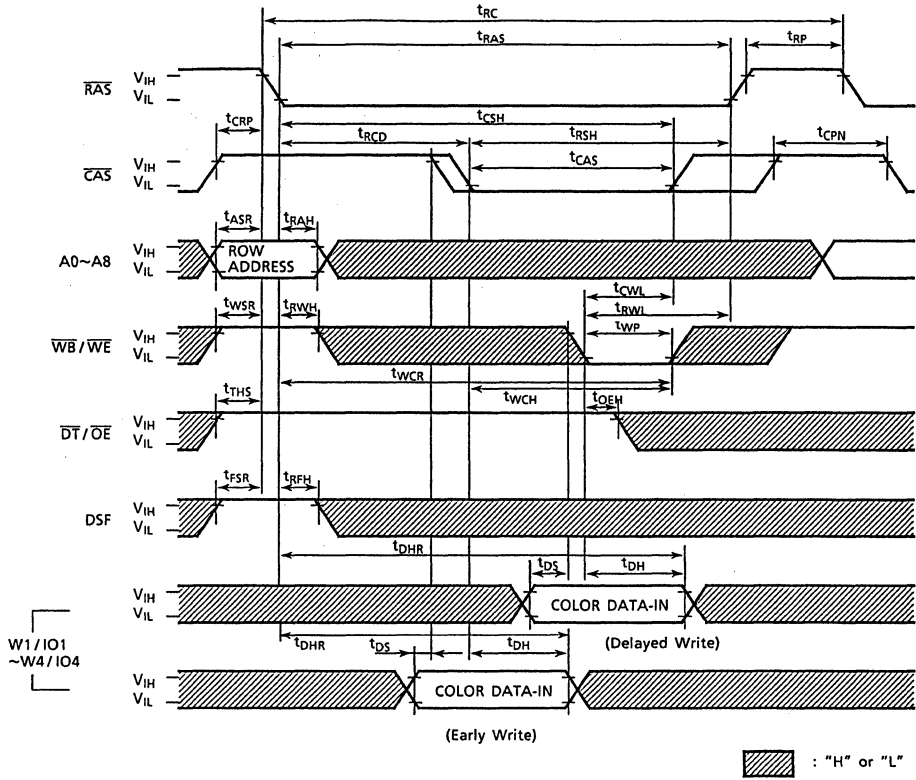 tRC
tRAS
tRP
RAS
VIH
VIL
tCRP
tCSH
tRCD
tRSH
tCPN
tCAS
CAS
VIH
VIL
tASR
tRAH
A0~A8
VIH
VIL
ROW
ADDRESS
tCWL
tRWL
tWSR
tRWH
tWP
WB/WE
VIH
VIL
tWCR
tWCH
tTHS
tOEH
DT/OE
VIH
VIL
tFSR
tRFH
DSF
VIH
VIL
tDHR
tDS
tDH
VIH
VIL
COLOR DATA-IN
(Delayed Write)
W1/IO1
~W4/IO4
tDHR
tDS
tDH
VIH
VIL
COLOR DATA-IN
(Early Write)
: "H" or "L"